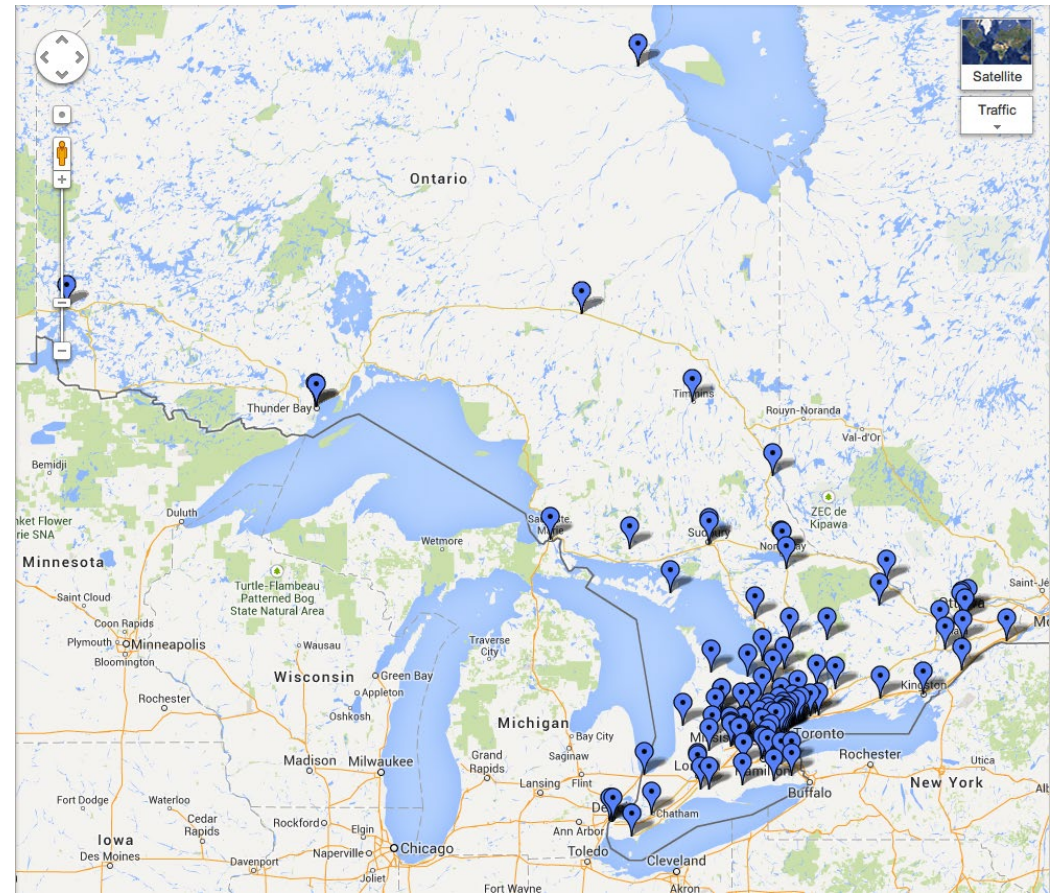 Satellite
Traffic
Ontario
Thunder Bay
Rouyn-Noranda
Val-d'Or
Bemidji
Duluth
ZEC de
Kipawa
nket Flower
rie SNA
Wetmore
Minnesota
Turtle-Flambeau
Patterned Bog
State Natural Area
Saint Cloud
Coon Rapids
Plymouth
Minneapolis
Bloomington
Wausau
Traverse
City
Wisconsin
Green Bay
Appleton
Oshkosh
Rochester
Michigan
Bay City
Saginaw
Toronto
Madison
Milwaukee
Grand
Rapids
Lansing
Flint
Rochester
Utica
New York
Buffalo
Fort Dodge
Waterloo
Cedar
Rapids
Rockford
Elgin
Chatham
Ann Arbor
Iowa
Des Moines
Davenport
Naperville
Chicago
Joliet
Toledo
Cleveland
Fort Wayne
Akron